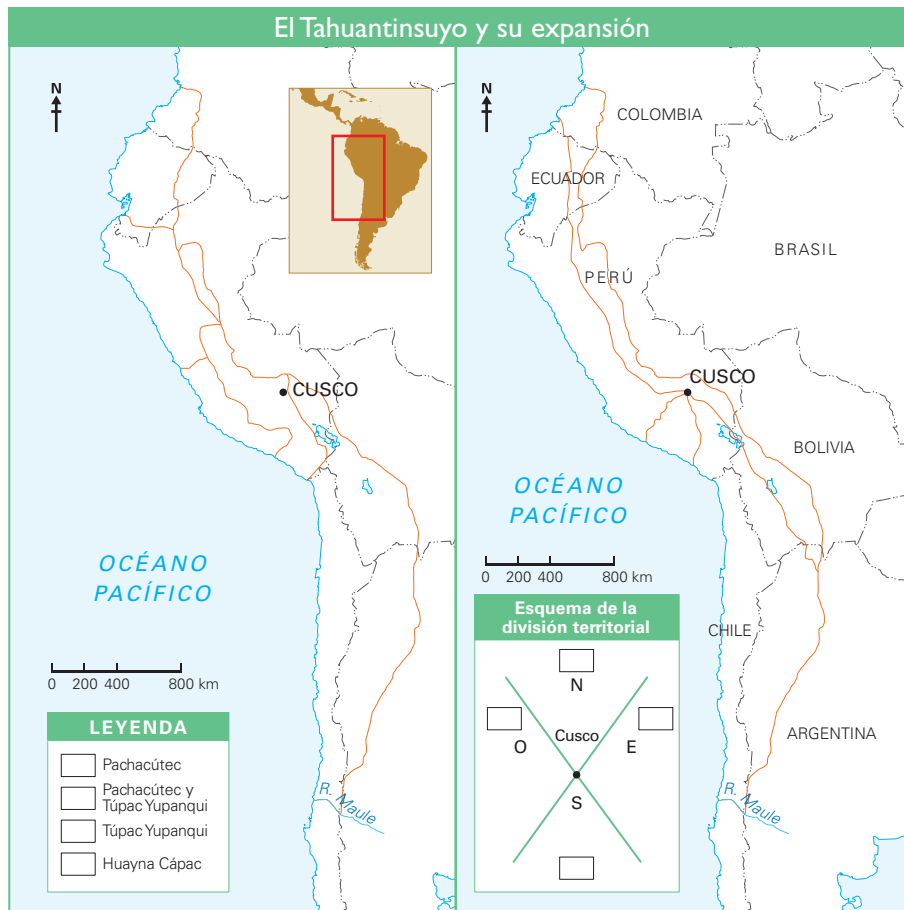 El Tahuantinsuyo y su expansión
N
CUSCO
OCÉANO
PACÍFICO
0 200 400 800 km
LEYENDA
Pachacútec
Pachacútec y
Túpac Yupanqui
Túpac Yupanqui
Huayna Cápac
R. Maule
N
COLOMBIA
ECUADOR
BRASIL
PERÚ
CUSCO
BOLIVIA
OCÉANO
PACÍFICO
0 200 400 800 km
Esquema de la
división territorial
N
O
Cusco
E
S
CHILE
ARGENTINA
R. Maule